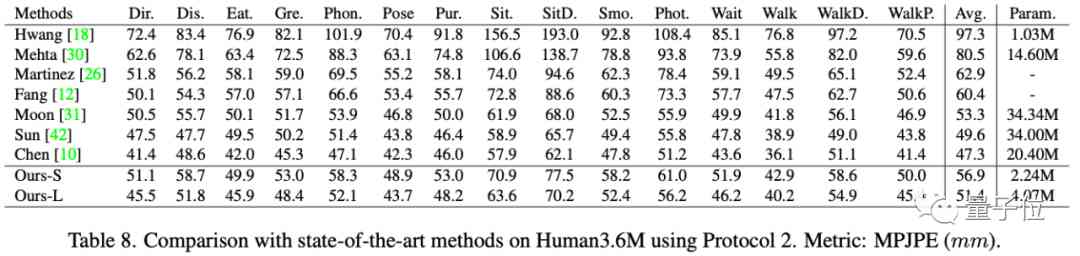 Methods Dir. Dis. Eat. Gre. Phon. Pose Pur. Sit. SitD. Smo. Phot. Wait Walk WalkD. WalkP. Avg. Param.
Hwang [18] 72.4 83.4 76.9 82.1 101.9 70.4 91.8 156.5 193.0 92.8 108.4 85.1 76.8 97.2 70.5 97.3 1.03M
Mehta [30] 62.6 78.1 63.4 72.5 88.3 63.1 74.8 106.6 138.7 78.8 93.8 73.9 55.8 82.0 59.6 80.5 14.60M
Martinez [26] 51.8 56.2 58.1 59.0 69.5 55.2 58.1 74.0 94.6 62.3 78.4 59.1 49.5 65.1 52.4 62.9 -
Fang [12] 50.1 54.3 57.0 57.1 66.6 53.4 55.7 72.8 88.6 60.3 73.3 57.7 47.5 62.7 50.6 60.4 -
Moon [31] 50.5 55.7 50.1 51.7 53.9 46.8 50.0 61.9 68.0 52.5 55.9 49.9 41.8 56.1 46.9 53.3 34.34M
Sun [42] 47.5 47.7 49.5 50.2 51.4 43.8 46.4 58.9 65.7 49.4 55.8 47.8 38.9 49.0 43.8 49.6 34.00M
Chen [10] 41.4 48.6 42.0 45.3 47.1 42.3 46.0 57.9 62.1 47.8 51.2 43.6 36.1 51.1 41.4 47.3 20.40M
Ours-S 51.1 58.7 49.9 53.0 58.3 48.9 53.0 70.9 77.5 58.2 61.0 51.9 42.9 58.6 50.0 56.9 2.24M
Ours-L 45.5 51.8 45.9 48.4 52.1 43.7 48.2 63.6 70.2 52.4 56.2 46.2 40.2 54.9 51.4 4.07M
量子位
Table 8. Comparison with state-of-the-art methods on Human3.6M using Protocol 2. Metric: MPJPE (mm).